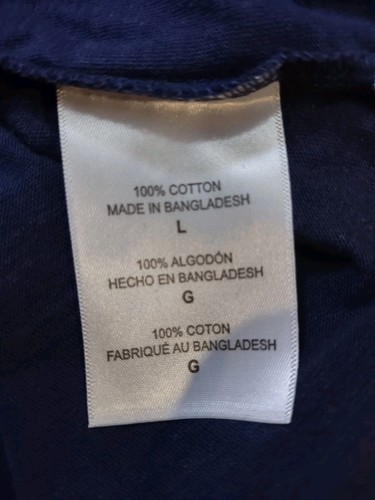 100% COTTON
MADE IN BANGLADESH
L
100% ALGODÓN
HECHO EN BANGLADESH
G
100% COTON
FABRIQUÉ AU BANGLADESH
G